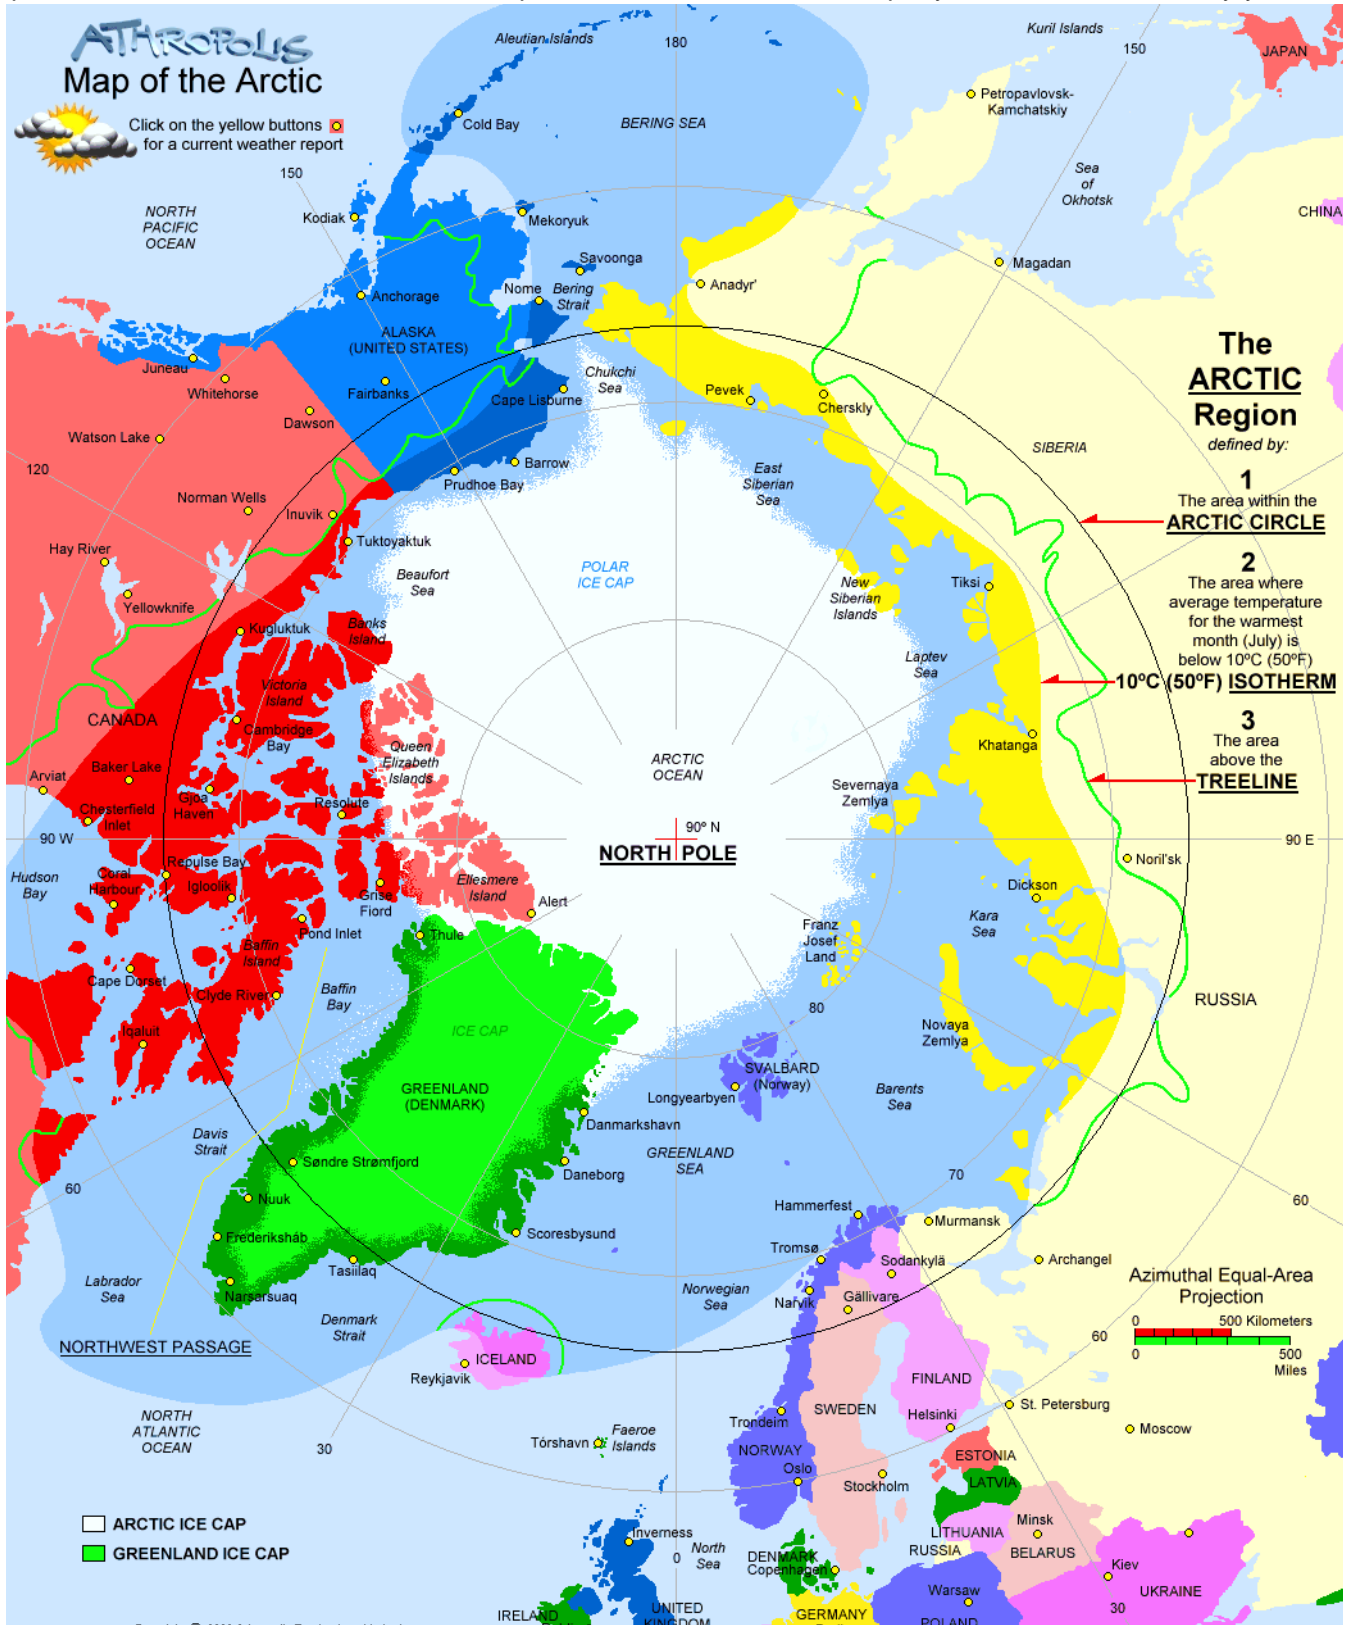 ATHROPOLIS
Map of the Arctic
Click on the yellow buttons
for a current weather report
Aleutian Islands
180
Kuril Islands
150
JAPAN
Petropavlovsk-
Kamchatskiy
Cold Bay
BERING SEA
Sea
of
Okhotsk
150
NORTH
PACIFIC
OCEAN
Kodiak
Mekoryuk
CHINA
Savoonga
Magadan
Anchorage
Nome
Bering
Strait
Anadyr'
ALASKA
(UNITED STATES)
Juneau
Whitehorse
Fairbanks
Chukchi
Sea
Cape Lisburne
Pevek
Cherskly
Dawson
Watson Lake
120
Barrow
Prudhoe Bay
East
Siberian
Sea
SIBERIA
The
ARCTIC
Region
defined by:
1
The area within the
ARCTIC CIRCLE
2
The area where
average temperature
for the warmest
month (July) is
below 10ºC (50ºF)
10ºC (50ºF) ISOTHERM
3
The area
above the
TREELINE
Norman Wells
Inuvik
Tuktoyaktuk
Hay River
Yellowknife
Beaufort
Sea
POLAR
ICE CAP
New
Siberian
Islands
Tiksi
Kugluktuk
Banks
Island
Laptev
Sea
Victoria
Island
CANADA
Cambridge
Bay
Queen
Elizabeth
Islands
ARCTIC
OCEAN
Khatanga
Arviat
Baker Lake
Chesterfield
Inlet
Gjoa
Haven
Resolute
Severnaya
Zemlya
90 W
90º N
NORTH POLE
90 E
Hudson
Bay
Coral
Harbour
Repulse Bay
Igloolik
Grise
Fiord
Ellesmere
Island
Alert
Noril'sk
Dickson
Kara
Sea
Pond Inlet
Thule
Franz
Josef
Land
Baffin
Island
Cape Dorset
Clyde River
Baffin
Bay
80
RUSSIA
Iqaluit
ICE CAP
Novaya
Zemlya
GREENLAND
(DENMARK)
SVALBARD
(Norway)
Longyearbyen
Barents
Sea
Danmarkshavn
Davis
Strait
GREENLAND
SEA
Søndre Strømfjord
Daneborg
60
70
60
Nuuk
Hammerfest
Murmansk
Frederikshåb
Scoresbysund
Tromsø
Sodankylä
Archangel
Tasiilaq
Labrador
Sea
Narsarsuaq
Norwegian
Sea
Narvik
Gällivare
Azimuthal Equal-Area
Projection
0
500 Kilometers
60
0
500
Miles
Denmark
Strait
NORTHWEST PASSAGE
ICELAND
Reykjavik
FINLAND
NORTH
ATLANTIC
OCEAN
30
Tórshavn
Faeroe
Islands
Trondeim
SWEDEN
Helsinki
St. Petersburg
Moscow
NORWAY
Oslo
Stockholm
ESTONIA
LATVIA
ARCTIC ICE CAP
GREENLAND ICE CAP
Inverness
0
North
Sea
DENMARK
Copenhagen
LITHUANIA
RUSSIA
Minsk
BELARUS
Kiev
UKRAINE
Warsaw
POLAND
30
IRELAND
UNITED
KINGDOM
GERMANY